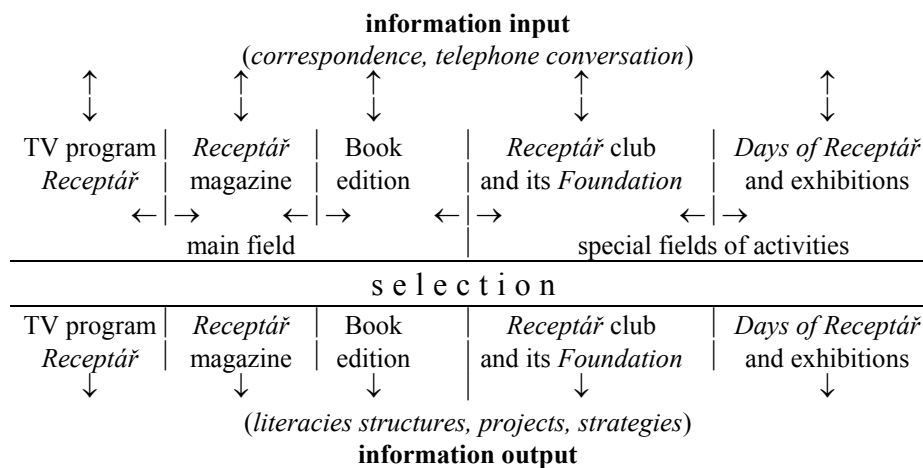 information input
(correspondence, telephone conversation)
↑ ↑ ↑ ↑ ↑
↓ ↓ ↓ ↓ ↓
TV program | Receptář | Book | Receptář club | Days of Receptář
Receptář | magazine | edition | and its Foundation | and exhibitions
←|→ ←|→ ←|→ ←|→
main field | special fields of activities
selection
TV program | Receptář | Book | Receptář club | Days of Receptář
Receptář | magazine | edition | and its Foundation | and exhibitions
↓ ↓ ↓ | ↓ ↓
(literacies structures, projects, strategies)
information output